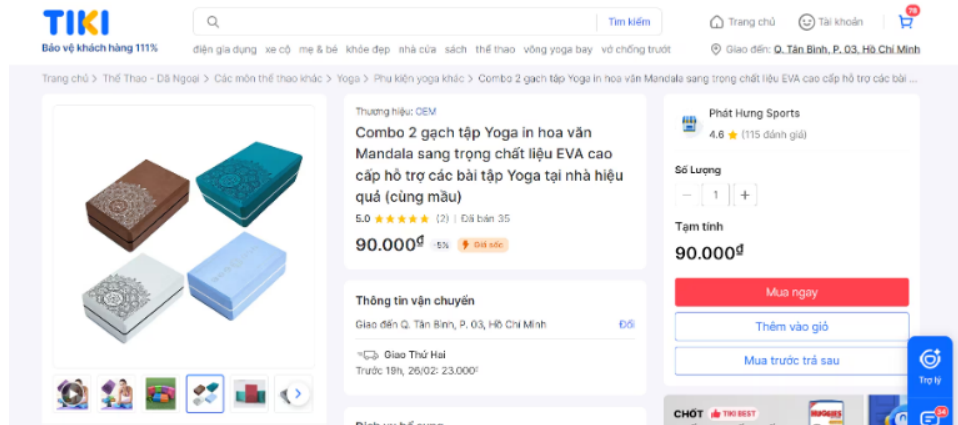 TIKI
Bảo vệ khách hàng 111%
Tìm kiếm
Trang chủ
Tài khoản
78
điện gia dụng xe cộ mẹ & bé khỏe đẹp nhà cửa sách thể thao võng yoga bay vớ chống trướt
Giao đến: Q. Tân Bình, P. 03, Hồ Chí Minh
Trang chủ > Thể Thao - Dã Ngoại > Các môn thể thao khác > Yoga > Phụ kiện yoga khác > Combo 2 gạch tập Yoga in hoa văn Mandala sang trọng chất liệu EVA cao cấp hỗ trợ các bài ...
Thương hiệu: OEM
Combo 2 gạch tập Yoga in hoa văn
Mandala sang trọng chất liệu EVA cao
cấp hỗ trợ các bài tập Yoga tại nhà hiệu
quả (cùng mầu)
5.0 (2) | Đã bán 35
90.000₫ -5% Giá sốc
Thông tin vận chuyển
Giao đến Q. Tân Bình, P. 03, Hồ Chí Minh Đổi
Giao Thứ Hai
Trước 19h, 26/02: 23.000₫
Phát Hưng Sports
4.6 (115 đánh giá)
Số Lượng
− 1 +
Tạm tính
90.000₫
Mua ngay
Thêm vào giỏ
Mua trước trả sau
Trợ lý
CHỐT T90 BEST
HUGGIES
34